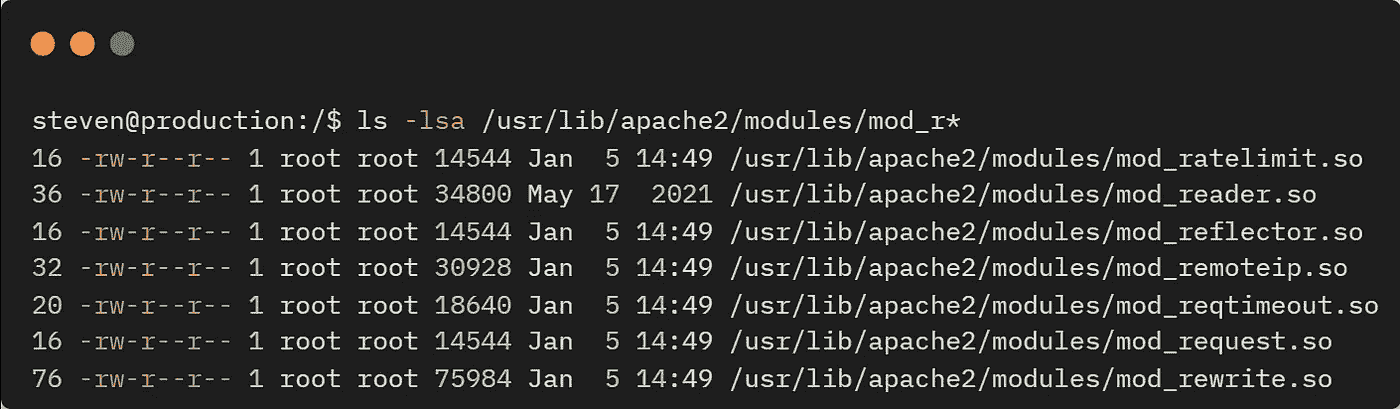 steven@production:/$ ls -lsa /usr/lib/apache2/modules/mod_r*
16 -rw-r--r-- 1 root root 14544 Jan  5 14:49 /usr/lib/apache2/modules/mod_ratelimit.so
36 -rw-r--r-- 1 root root 34800 May 17  2021 /usr/lib/apache2/modules/mod_reader.so
16 -rw-r--r-- 1 root root 14544 Jan  5 14:49 /usr/lib/apache2/modules/mod_reflector.so
32 -rw-r--r-- 1 root root 30928 Jan  5 14:49 /usr/lib/apache2/modules/mod_remoteip.so
20 -rw-r--r-- 1 root root 18640 Jan  5 14:49 /usr/lib/apache2/modules/mod_reqtimeout.so
16 -rw-r--r-- 1 root root 14544 Jan  5 14:49 /usr/lib/apache2/modules/mod_request.so
76 -rw-r--r-- 1 root root 75984 Jan  5 14:49 /usr/lib/apache2/modules/mod_rewrite.so